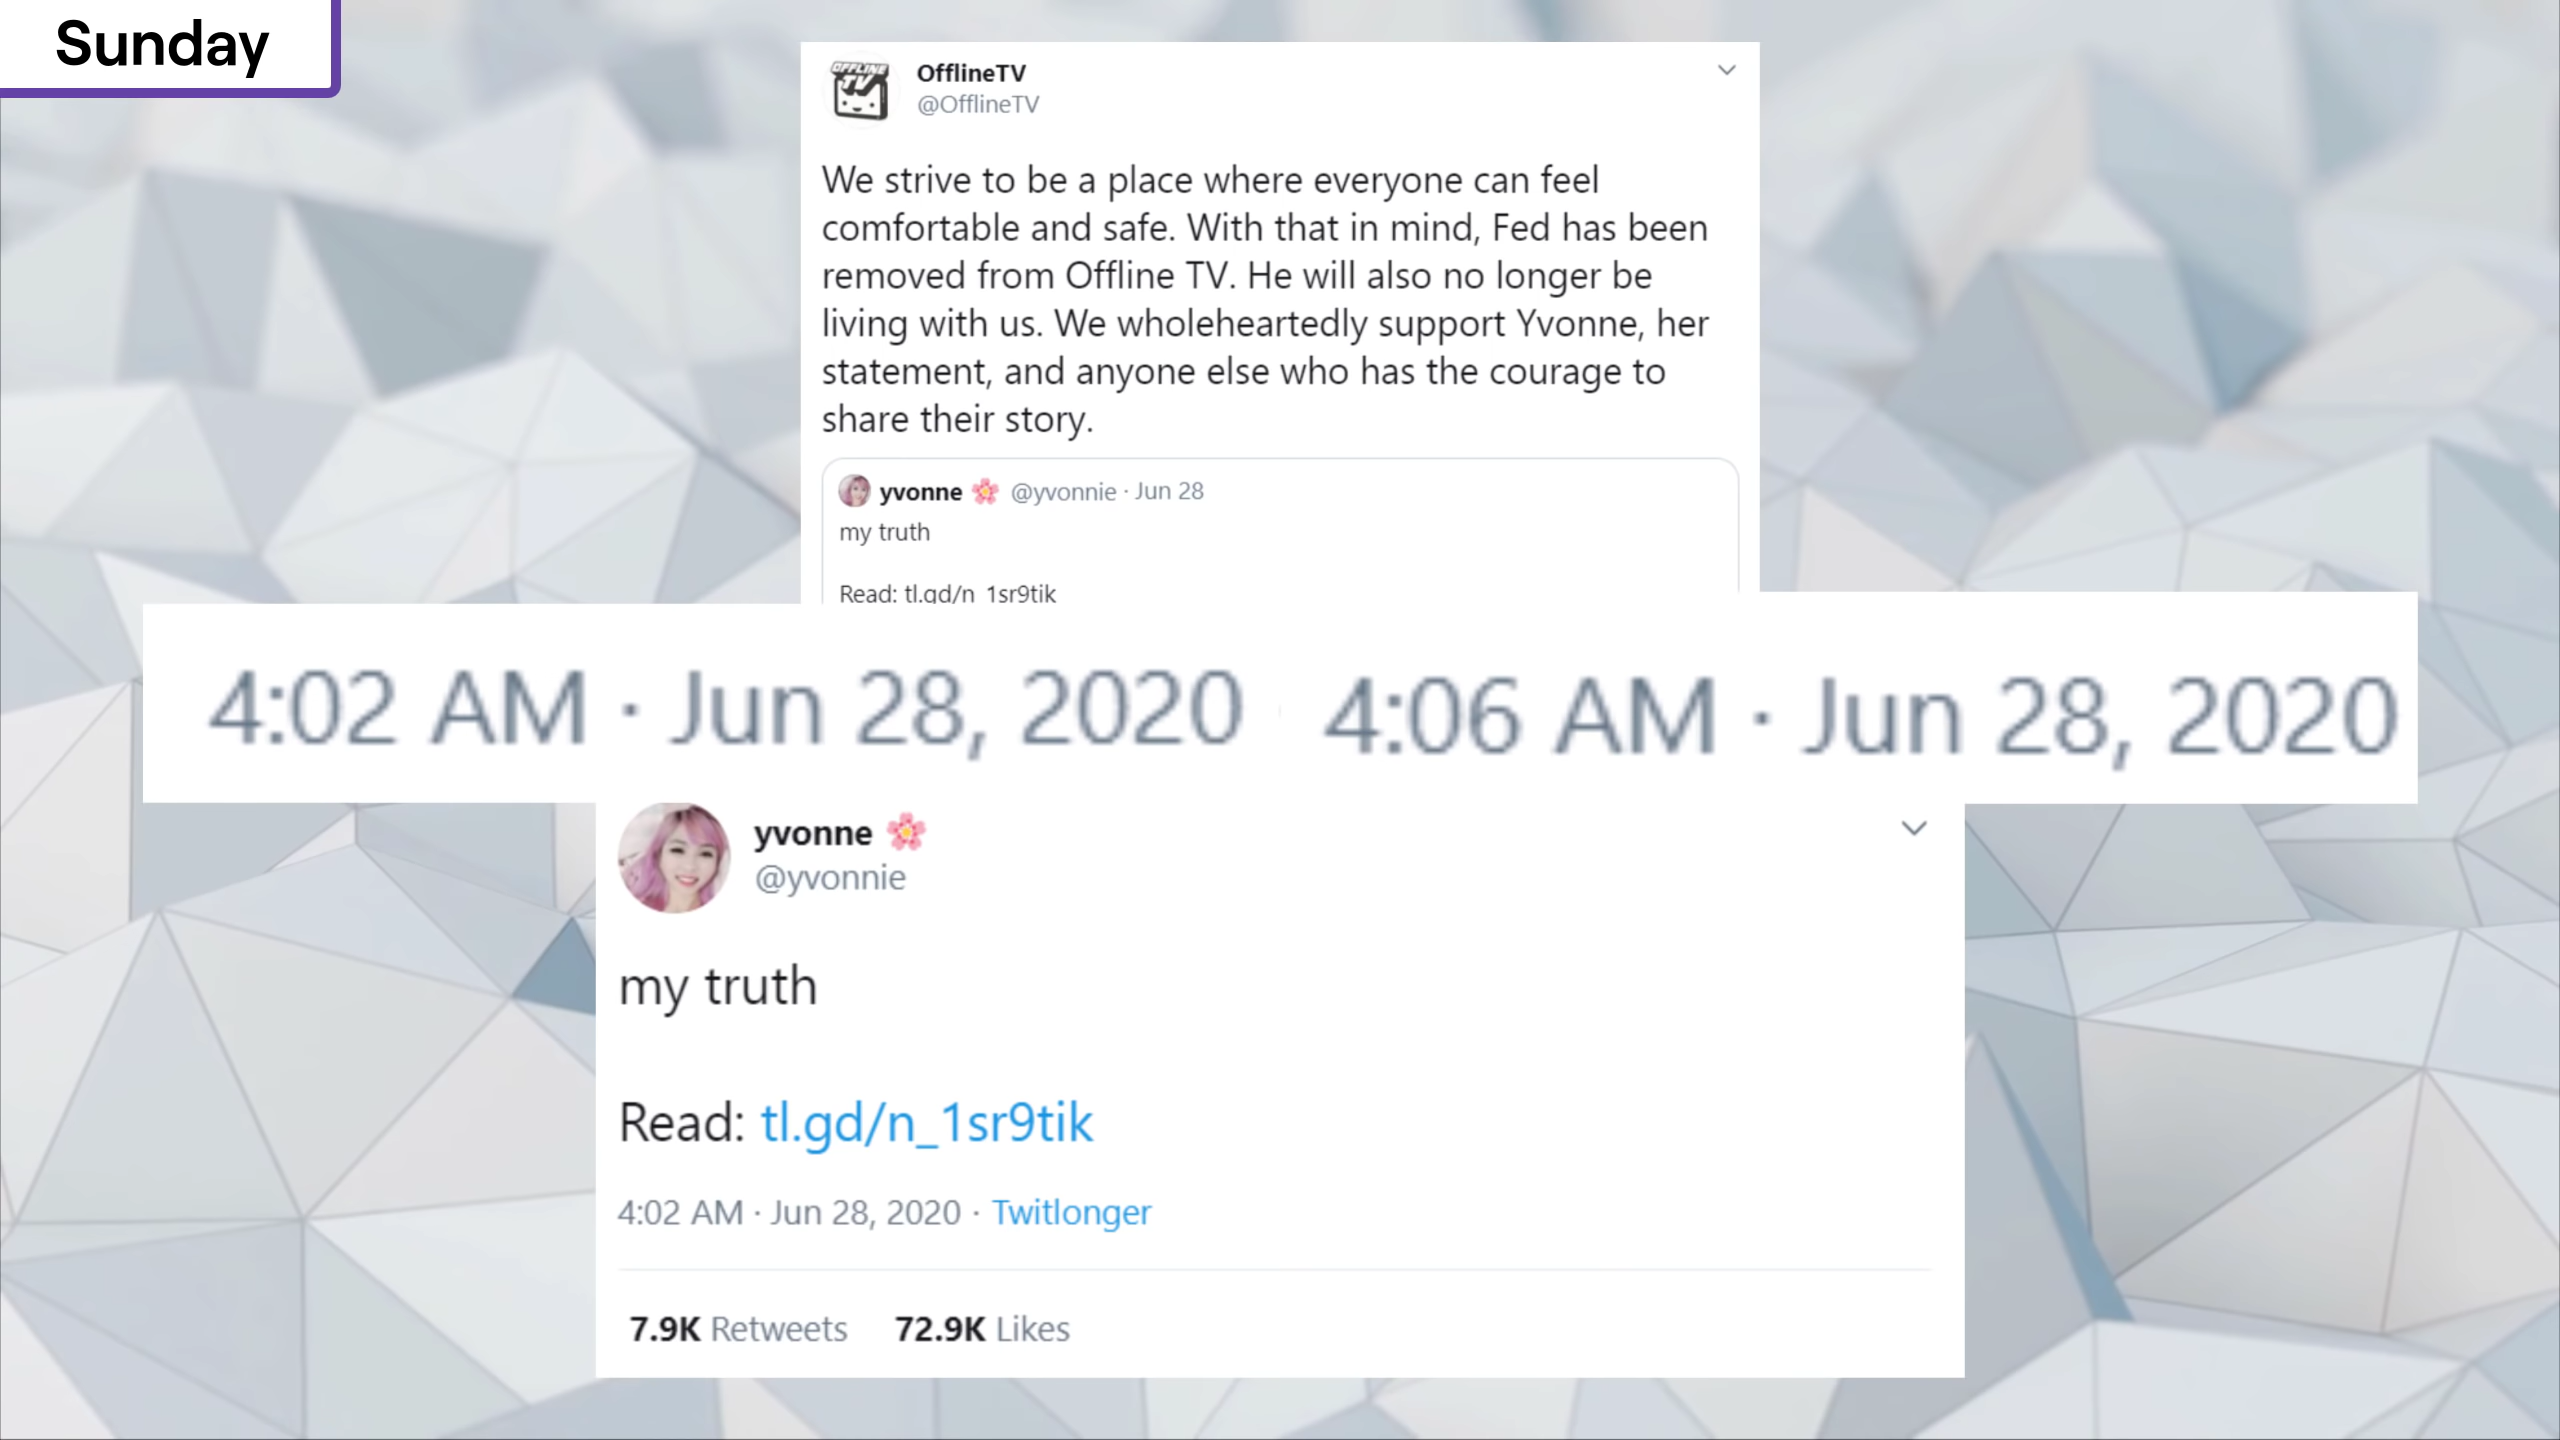 Sunday
OFFLINE
TV
OfflineTV
@OfflineTV
We strive to be a place where everyone can feel
comfortable and safe. With that in mind, Fed has been
removed from Offline TV. He will also no longer be
living with us. We wholeheartedly support Yvonne, her
statement, and anyone else who has the courage to
share their story.
yvonne 🌸 @yvonnie · Jun 28
my truth
Read: tl.gd/n_1sr9tik
4:02 AM · Jun 28, 2020
4:06 AM · Jun 28, 2020
yvonne 🌸
@yvonnie
my truth
Read: tl.gd/n_1sr9tik
4:02 AM · Jun 28, 2020 · Twitlonger
7.9K Retweets 72.9K Likes